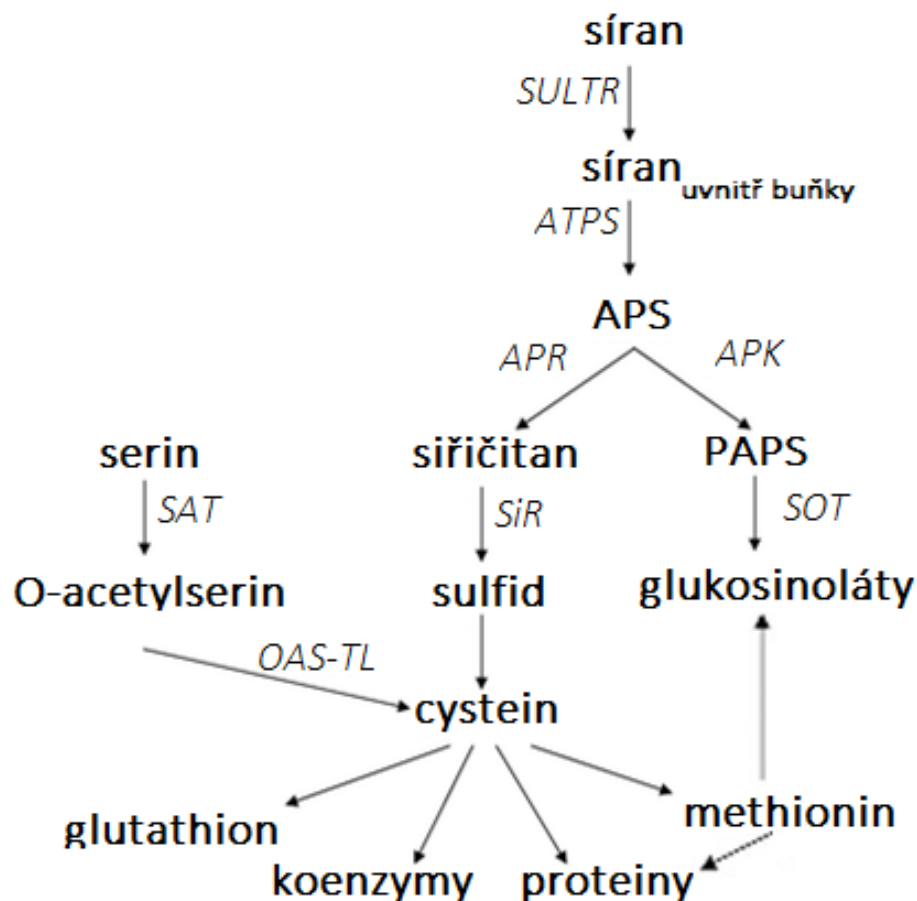 síran
SULTR
síran uvnitř buňky
ATPS
APS
APR APK
serin siřičitan PAPS
SAT SiR SOT
O-acetylserin sulfid glukosinoláty
OAS-TL
cystein
glutathion methionin
koenzymy proteiny